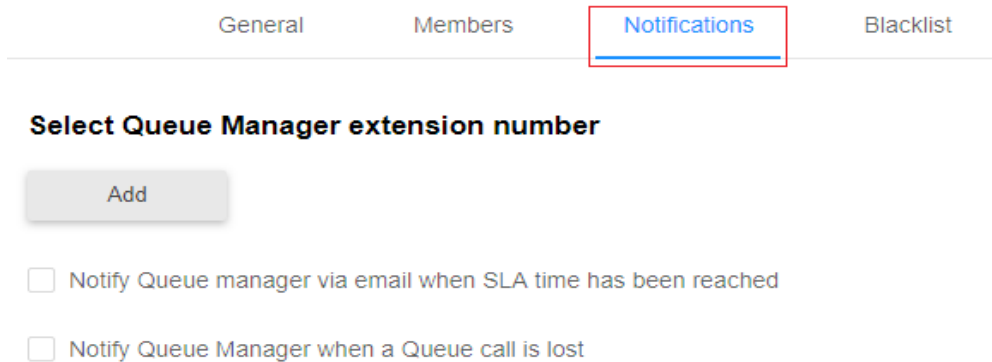 General Members Notifications Blacklist
Select Queue Manager extension number
Add
Notify Queue manager via email when SLA time has been reached
Notify Queue Manager when a Queue call is lost